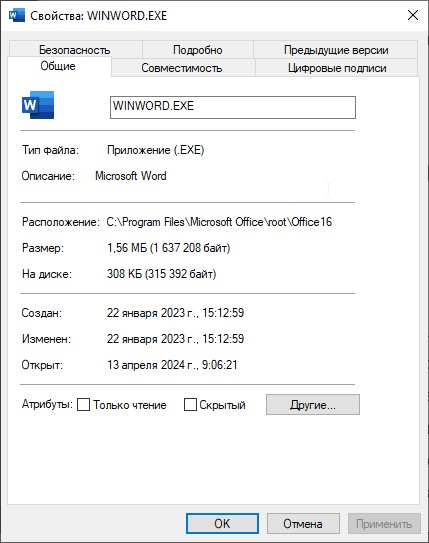 Свойства: WINWORD.EXE
Безопасность Подробно Предыдущие версии
Общие Совместимость Цифровые подписи
W WINWORD.EXE
Тип файла: Приложение (.EXE)
Описание: Microsoft Word
Расположение: C:\Program Files\Microsoft Office\root\Office16
Размер: 1,56 МБ (1 637 208 байт)
На диске: 308 КБ (315 392 байт)
Создан: 22 января 2023 г., 15:12:59
Изменен: 22 января 2023 г., 15:12:59
Открыт: 13 апреля 2024 г., 9:06:21
Атрибуты: Только чтение Скрытый Другие...
OK Отмена Применить